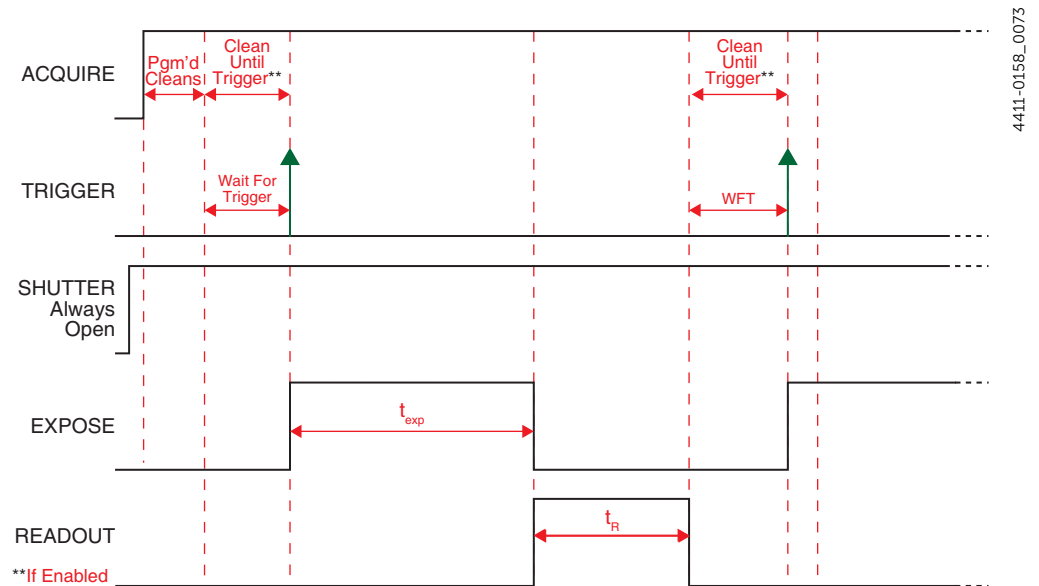 ACQUIRE
Pgm'd
Cleans
Clean
Until
Trigger**
Clean
Until
Trigger**
4411-0158_0073
TRIGGER
Wait For
Trigger
WFT
SHUTTER
Always
Open
EXPOSE
texp
READOUT
tR
**If Enabled